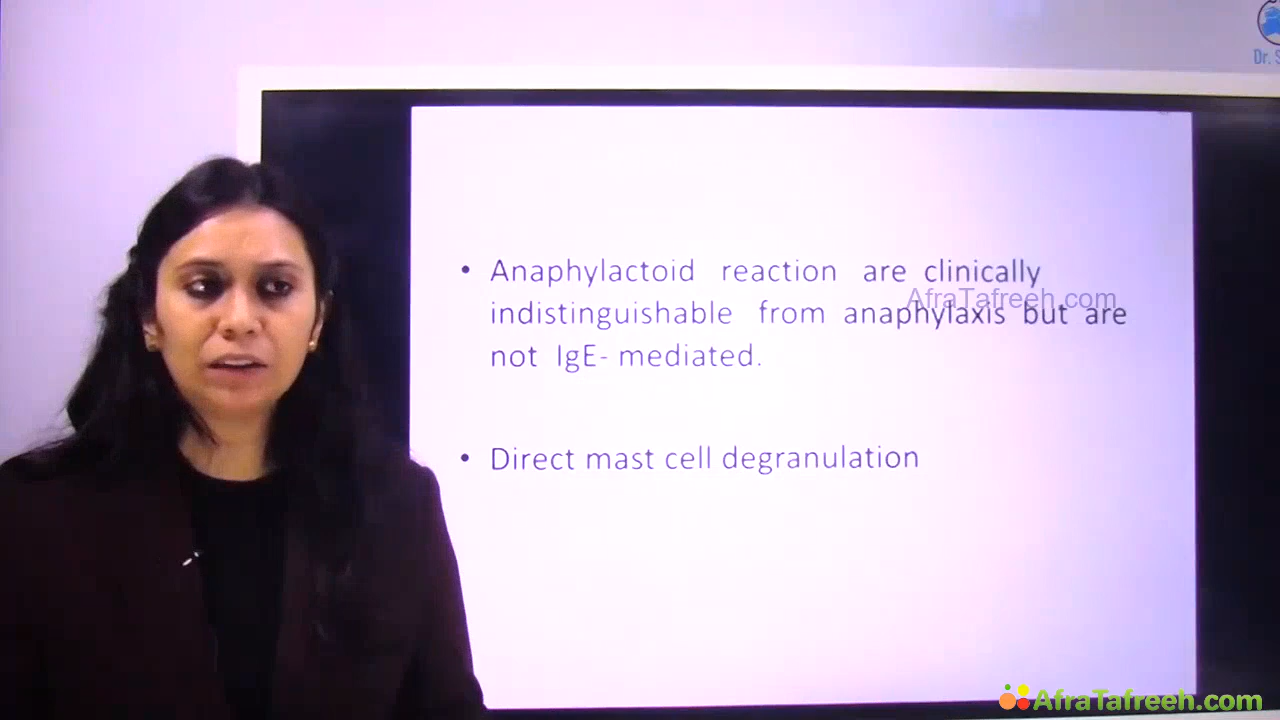 Dr. S
• Anaphylactoid reaction are clinically
AfraTafreeh.com
indistinguishable from anaphylaxis but are
not IgE- mediated.
• Direct mast cell degranulation
AfraTafreeh.com